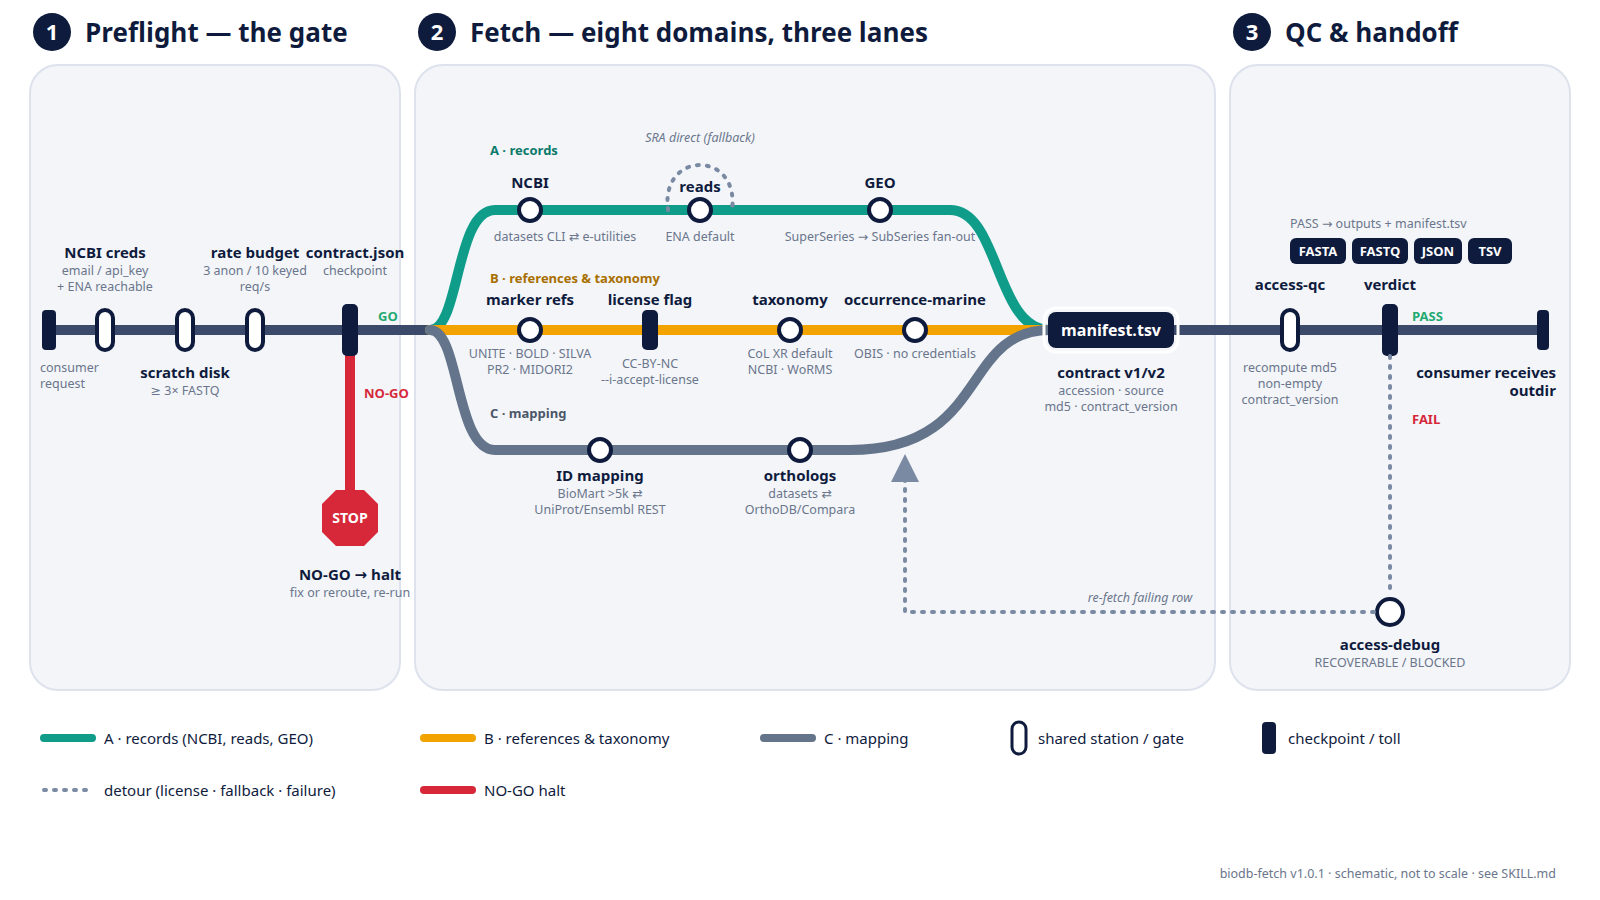 1 Preflight — the gate
2 Fetch — eight domains, three lanes
3 QC & handoff
NCBI creds
email / api_key
+ ENA reachable
rate budget
3 anon / 10 keyed
req/s
contract.json
checkpoint
GO
consumer
request
scratch disk
≥ 3× FASTQ
NO-GO
STOP
NO-GO → halt
fix or reroute, re-run
SRA direct (fallback)
A · records
NCBI
reads
GEO
datasets CLI ⇄ e-utilities
ENA default
SuperSeries → SubSeries fan-out
B · references & taxonomy
marker refs
license flag
taxonomy
occurrence-marine
UNITE · BOLD · SILVA
PR2 · MIDORI2
CC-BY-NC
--i-accept-license
CoL XR default
NCBI · WoRMS
OBIS · no credentials
C · mapping
ID mapping
BioMart >5k ⇄
UniProt/Ensembl REST
orthologs
datasets ⇄
OrthoDB/Compara
manifest.tsv
contract v1/v2
accession · source
md5 · contract_version
re-fetch failing row
PASS → outputs + manifest.tsv
FASTA
FASTQ
JSON
TSV
access-qc
verdict
PASS
recompute md5
non-empty
contract_version
consumer receives
outdir
FAIL
access-debug
RECOVERABLE / BLOCKED
A · records (NCBI, reads, GEO)
B · references & taxonomy
C · mapping
shared station / gate
checkpoint / toll
detour (license · fallback · failure)
NO-GO halt
biodb-fetch v1.0.1 · schematic, not to scale · see SKILL.md